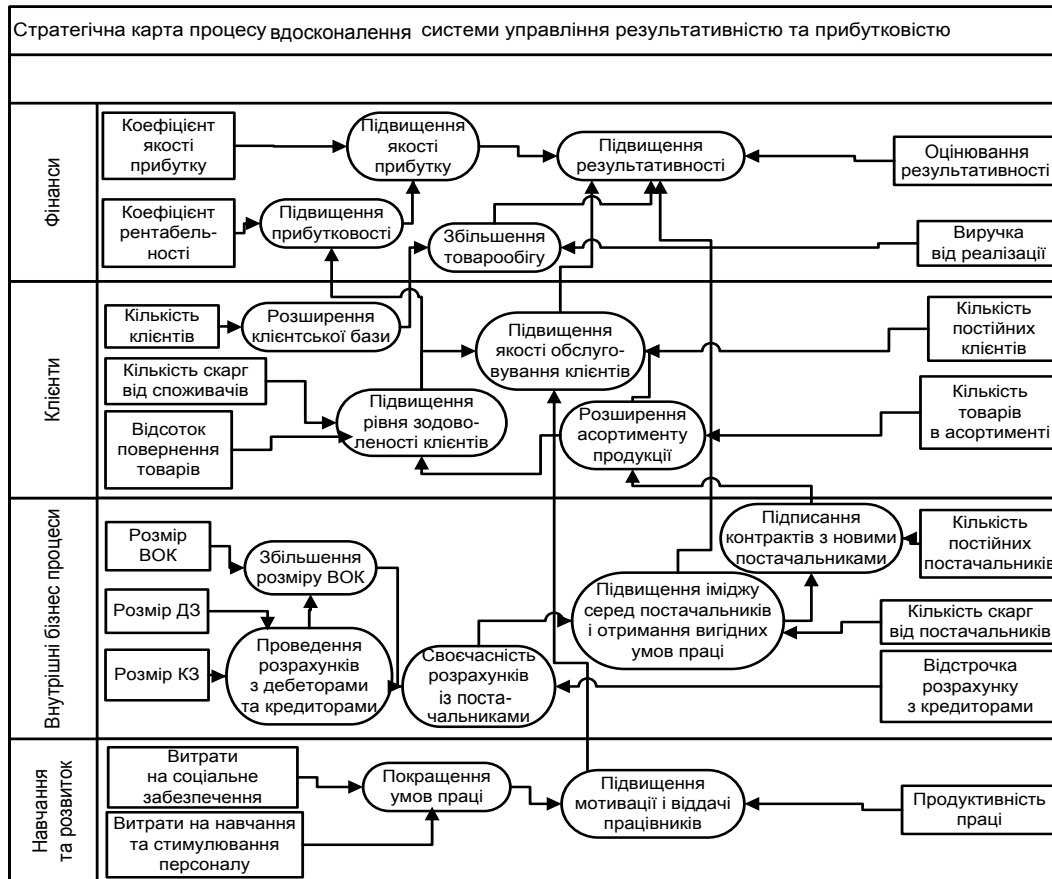 Стратегічна карта процесу вдосконалення системи управління результативністю та прибутковістю
Фінанси
Коефіцієнт
якості
прибутку
Підвищення
якості
прибутку
Підвищення
результативності
Оцінювання
результативності
Коефіцієнт
рентабель-
ності
Підвищення
прибутковості
Збільшення
товарообігу
Виручка
від реалізації
Клієнти
Кількість
клієнтів
Розширення
клієнтської бази
Підвищення
якості обслуго-
вування клієнтів
Кількість
постійних
клієнтів
Кількість скарг
від споживачів
Підвищення
рівня зодово-
леності клієнтів
Розширення
асортименту
продукції
Кількість
товарів
в асортименті
Відсоток
повернення
товарів
Внутрішні бізнес процеси
Розмір
ВОК
Збільшення
розміру ВОК
Підписання
контрактів з новими
постачальниками
Кількість
постійних
постачальників
Розмір ДЗ
Підвищення іміджу
серед постачальників
і отримання вигідних
умов праці
Кількість скарг
від постачальників
Розмір КЗ
Проведення
розрахунків
з дебеторами
та кредиторами
Своєчасність
розрахунків
із поста-
чальниками
Відстрочка
розрахунку
з кредиторами
Навчання
та розвиток
Витрати
на соціальне
забезпечення
Покращення
умов праці
Підвищення
мотивації і віддачі
працівників
Продуктивність
праці
Витрати на навчання
та стимулювання
персоналу